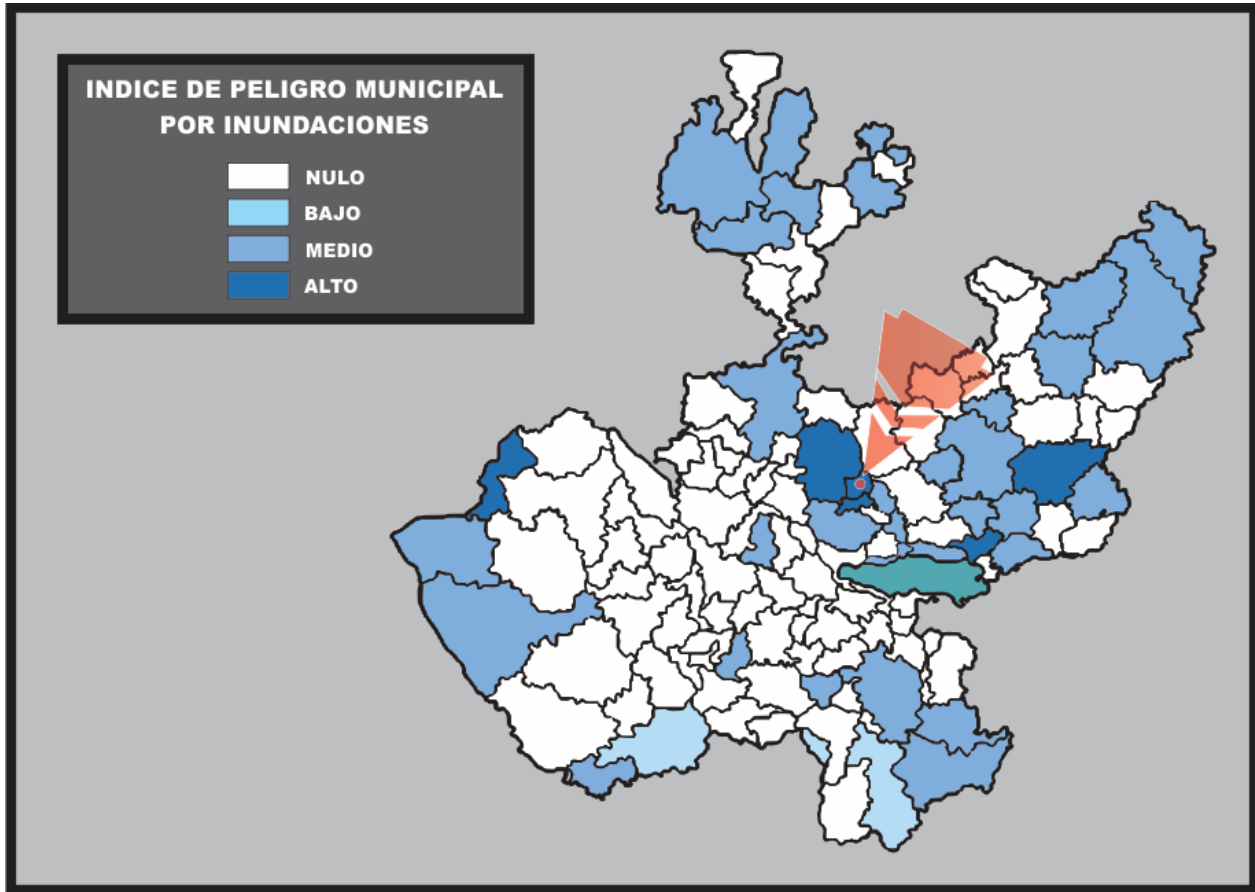 INDICE DE PELIGRO MUNICIPAL
POR INUNDACIONES
NULO
BAJO
MEDIO
ALTO